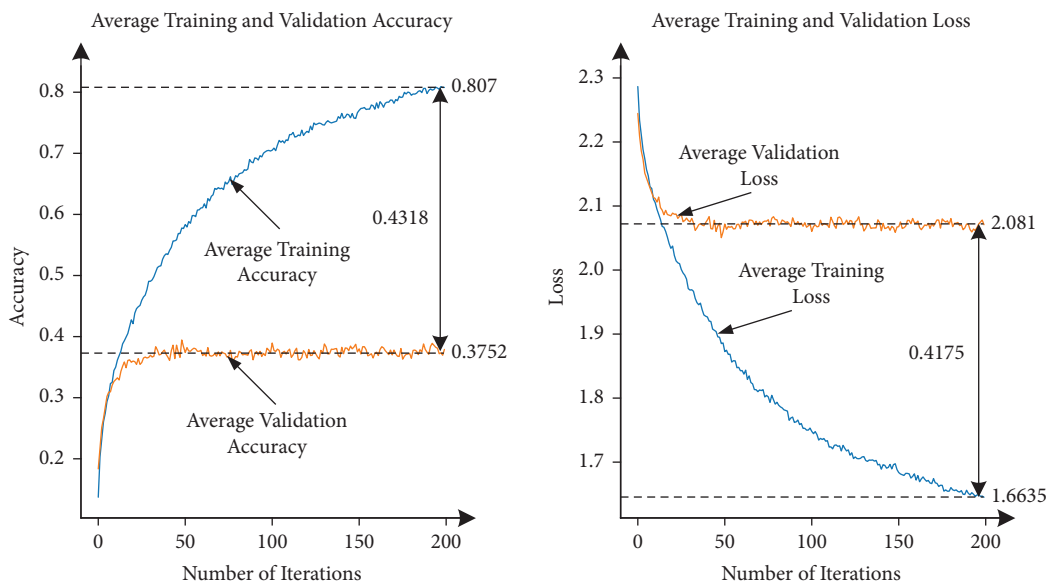 Average Training and Validation Accuracy
0.8
0.7
0.6
0.5
0.4
0.3
0.2
Accuracy
0.807
0.4318
0.3752
Average Training
Accuracy
Average Validation
Accuracy
0
50
100
150
200
Number of Iterations
Average Training and Validation Loss
2.3
2.2
2.1
2.0
1.9
1.8
1.7
Loss
Average Validation
Loss
2.081
Average Training
Loss
0.4175
1.6635
0
50
100
150
200
Number of Iterations